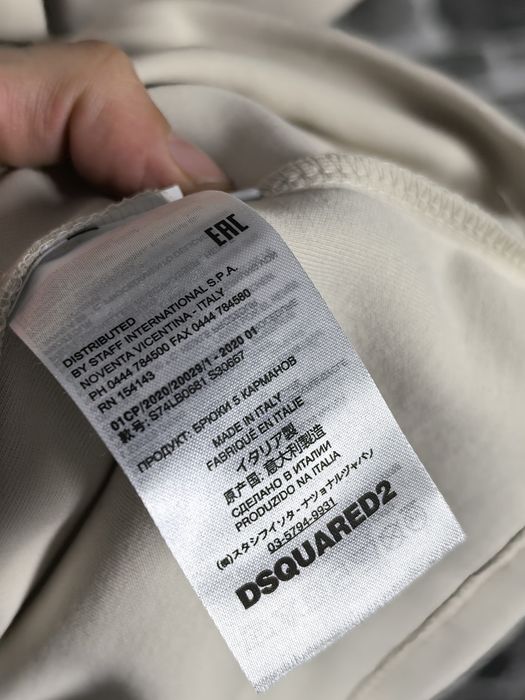 EAC
DISTRIBUTED
BY STAFF INTERNATIONAL S.P.A.
NOVENTA VICENTINA - ITALY
PH 0444 784500 FAX 0444 784580
RN 154143
01CP/2020/20023/1 - 2020 01
款号: S74LB0681 S30667
ПРОДУКТ: БРЮКИ 5 КАРМАНОВ
MADE IN ITALY
FABRIQUÉ EN ITALIE
イタリア製
原产国: 意大利制造
СДЕЛАНО В ИТАЛИИ
PRODUZIDO NA ITALIA
(株)スタッフインターナショナルジャパン
03-5794-9931
DSQUARED2